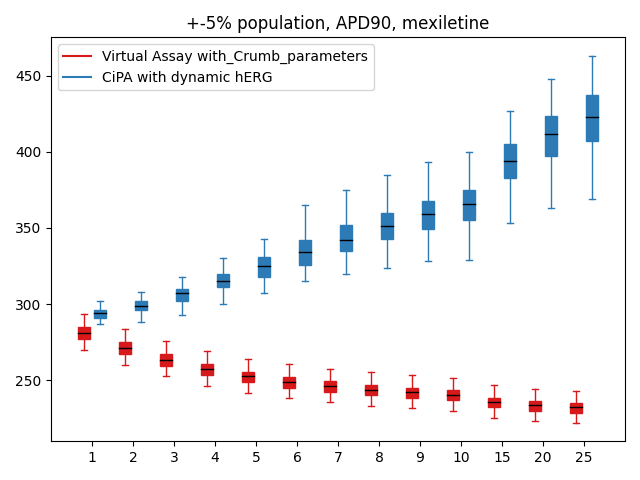 +-5% population, APD90, mexiletine
Virtual Assay with_Crumb_parameters
CiPA with dynamic hERG
450
400
350
300
250
1 2 3 4 5 6 7 8 9 10 15 20 25